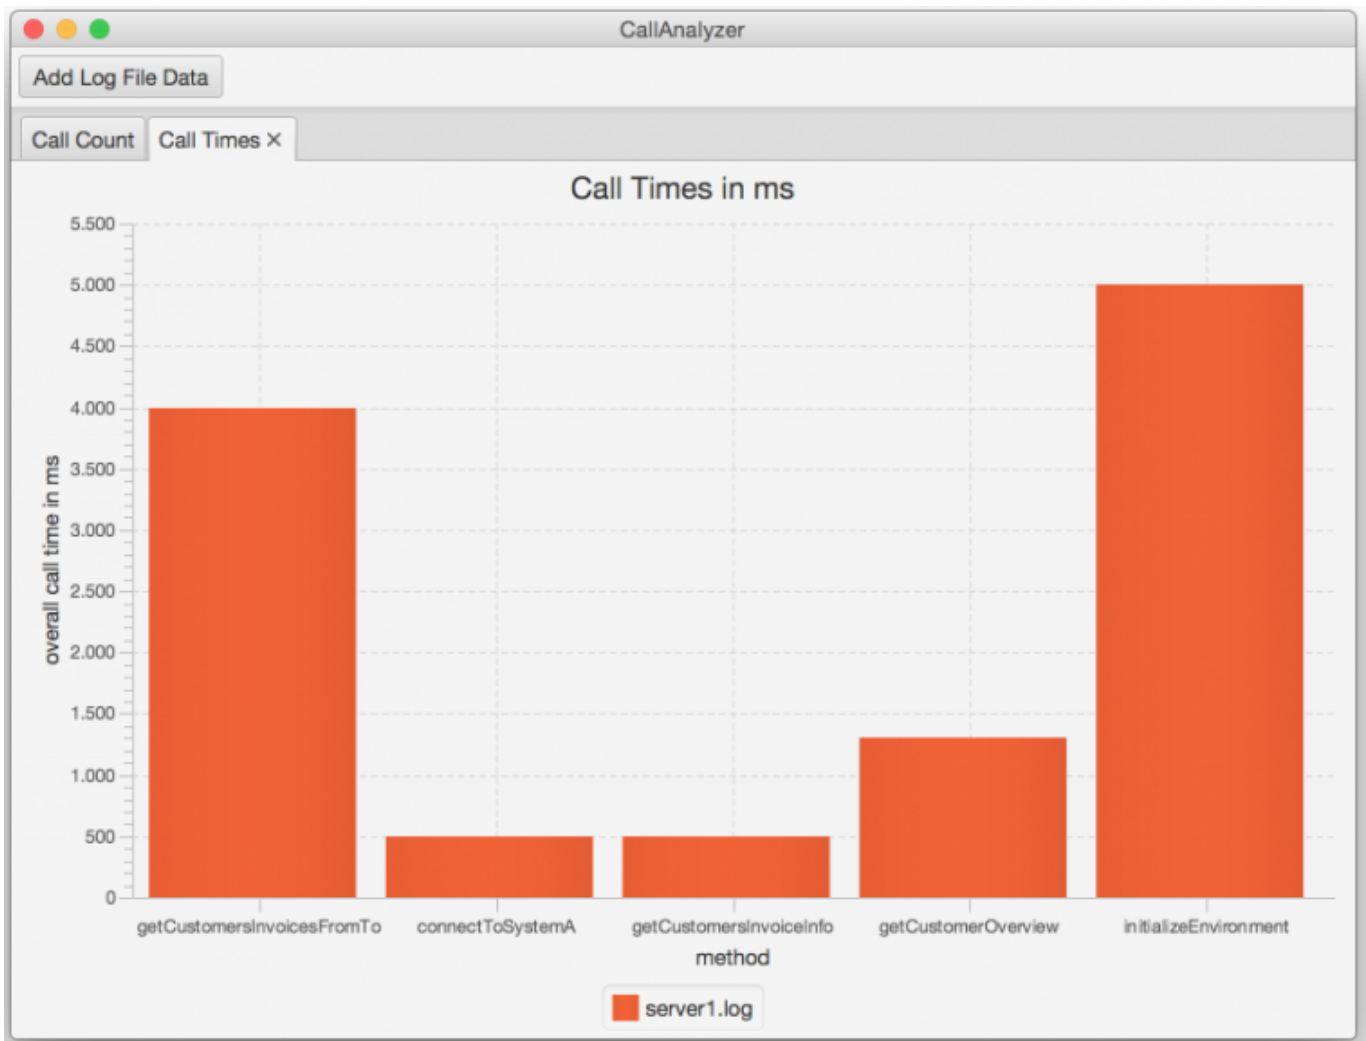 CallAnalyzer
Add Log File Data
Call Count
Call Times ×
Call Times in ms
5.500
5.000
4.500
4.000
3.500
3.000
2.500
2.000
1.500
1.000
500
0
overall call time in ms
getCustomersInvoicesFromTo
connectToSystemA
getCustomersInvoiceInfo
getCustomerOverview
initializeEnvironment
method
server1.log